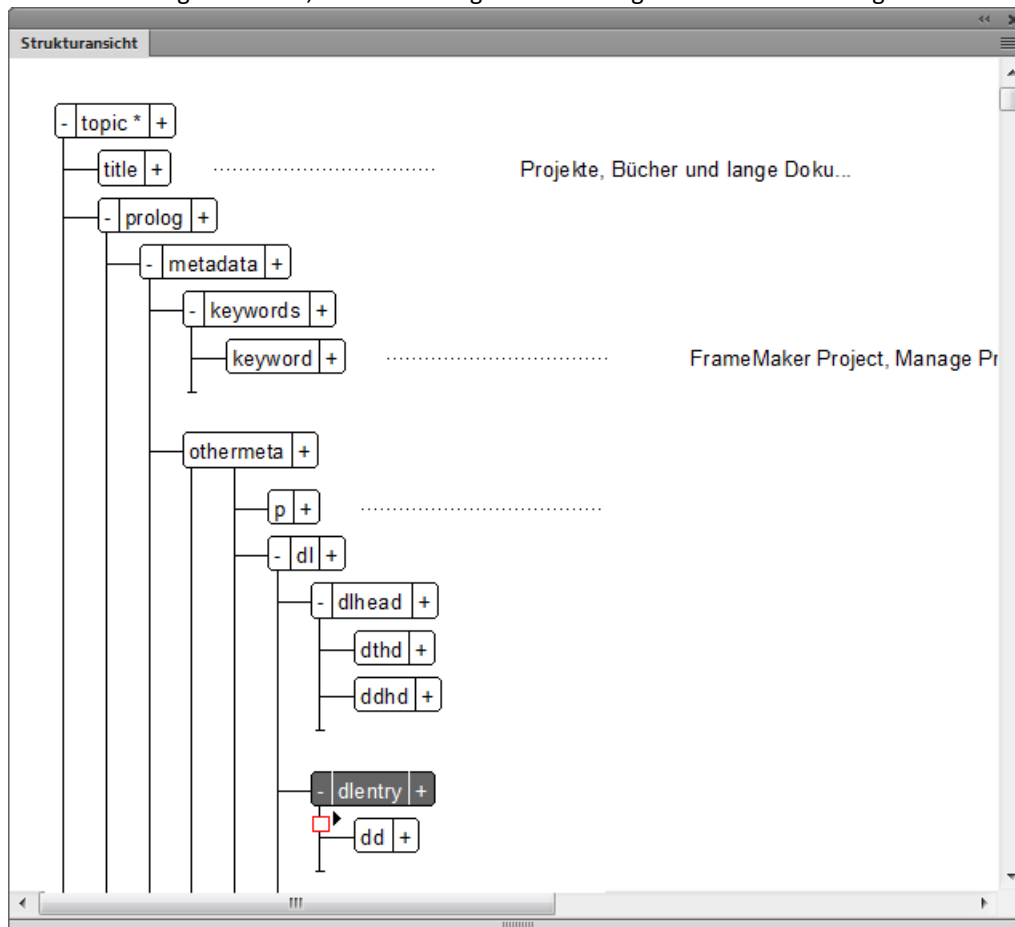 Strukturansicht
- topic * +
title + Projekte, Bücher und lange Doku...
- prolog +
- metadata +
- keywords +
keyword + FrameMaker Project, Manage Pr
othermeta +
p +
- dl +
- dlhead +
dthd +
ddhd +
- dlentry +
dd +